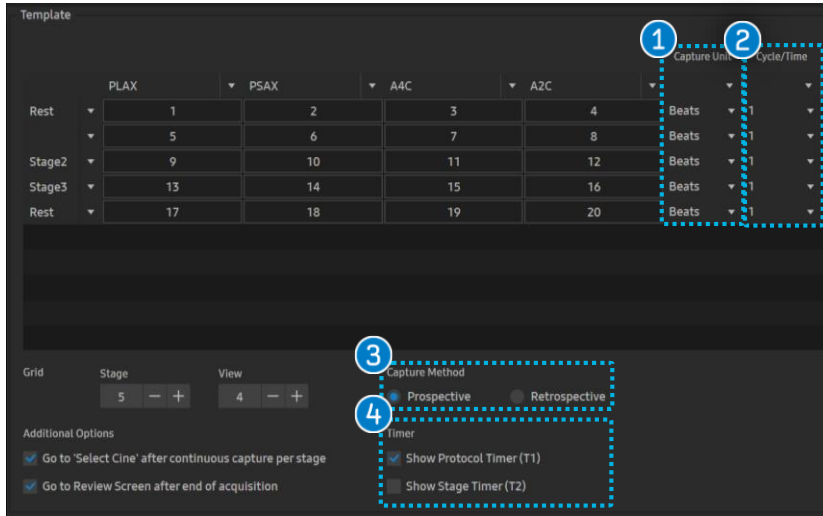 Template
1 2
Capture Unit Cycle/Time
PLAX PSAX A4C A2C
Rest 1 2 3 4 Beats 1
5 6 7 8 Beats 1
Stage2 9 10 11 12 Beats 1
Stage3 13 14 15 16 Beats 1
Rest 17 18 19 20 Beats 1
3
Grid Stage View Capture Method
5 − + 4 − + Prospective Retrospective
4
Additional Options Timer
Go to 'Select Cine' after continuous capture per stage Show Protocol Timer (T1)
Go to Review Screen after end of acquisition Show Stage Timer (T2)